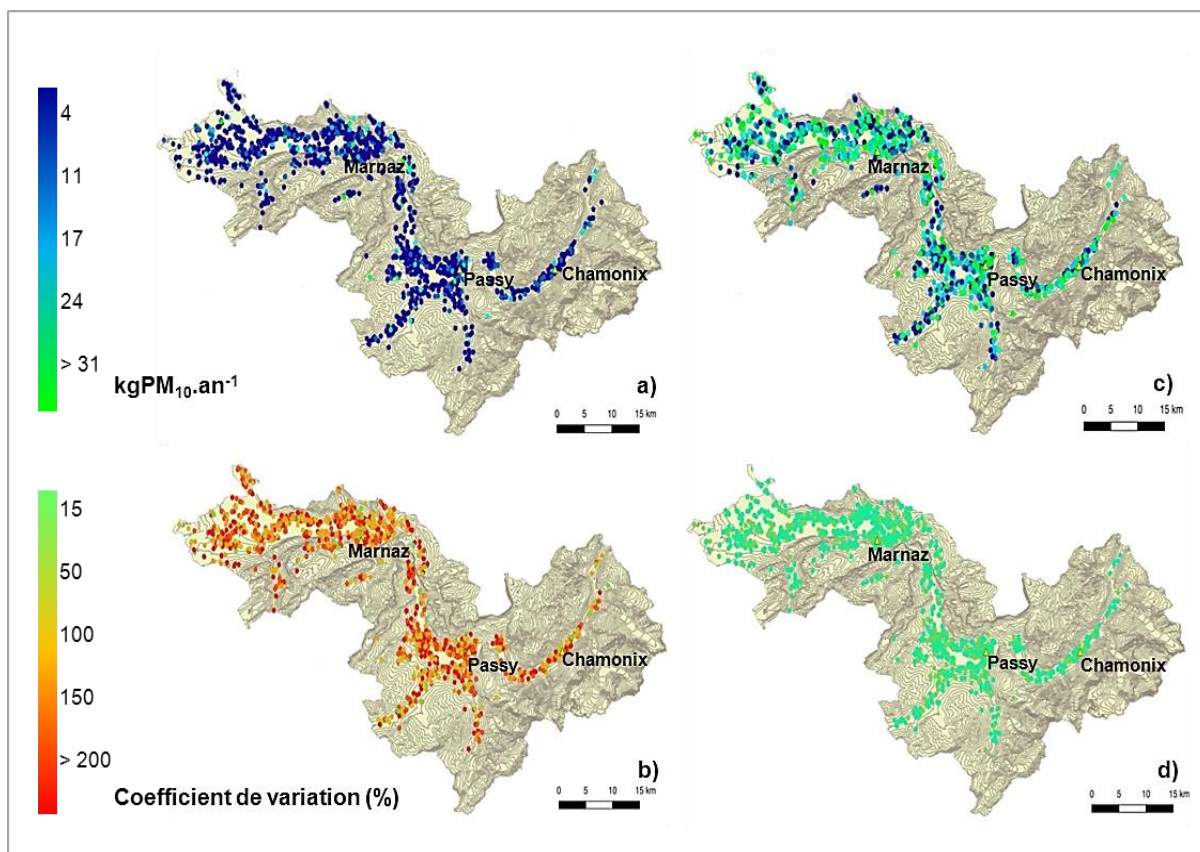 4
11
17
24
> 31
kgPM₁₀.an⁻¹
Marnaz
Passy
Chamonix
a)
0 5 10 15 km
Marnaz
Passy
Chamonix
c)
0 5 10 15 km
15
50
100
150
> 200
Coefficient de variation (%)
Marnaz
Passy
Chamonix
b)
0 5 10 15 km
Marnaz
Passy
Chamonix
d)
0 5 10 15 km